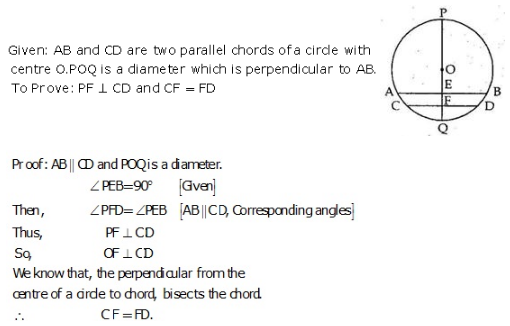 Given: AB and CD are two parallel chords of a circle with
centre O.POQ is a diameter which is perpendicular to AB.
To Prove: PF ⊥ CD and CF = FD
P
O
E
A
B
C
F
D
Q
Proof: AB || CD and POQ is a diameter.
∠PEB=90° [Given]
Then, ∠PFD=∠PEB [AB || CD, Corresponding angles]
Thus, PF ⊥ CD
So, OF ⊥ CD
We know that, the perpendicular from the
centre of a circle to chord, bisects the chord.
∴ CF=FD.